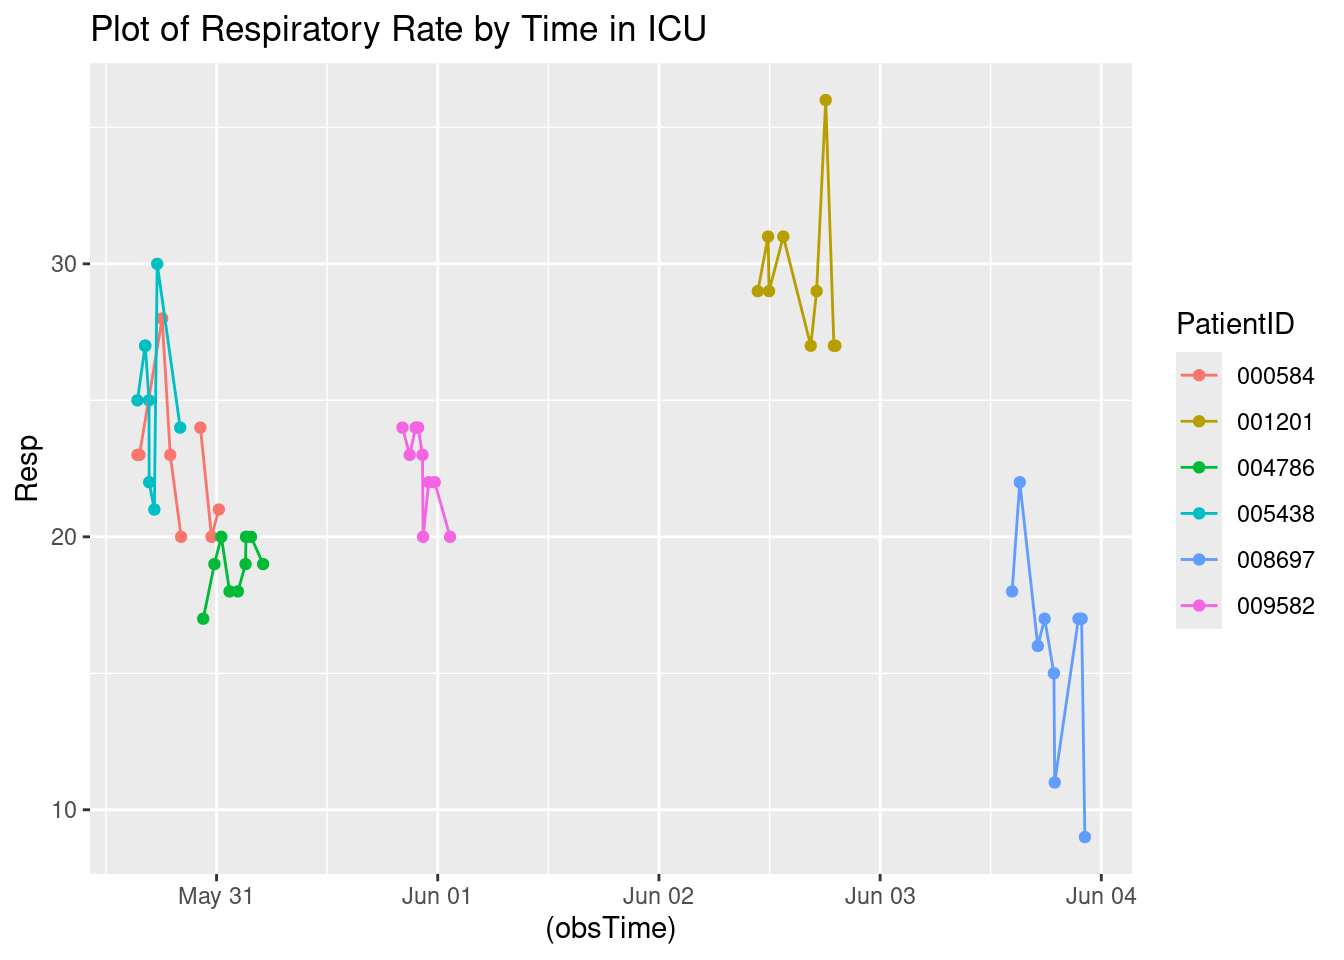 Plot of Respiratory Rate by Time in ICU
Resp
30
20
10
May 31
Jun 01
Jun 02
Jun 03
Jun 04
(obsTime)
PatientID
000584
001201
004786
005438
008697
009582